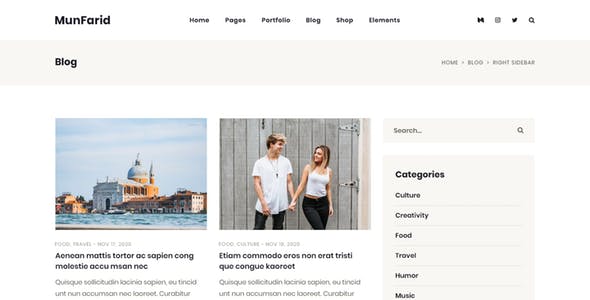 MunFarid
Home Pages Portfolio Blog Shop Elements
Blog
HOME > BLOG > RIGHT SIDEBAR
Search...
FOOD, TRAVEL - NOV 17, 2020
Aenean mattis tortor ac sapien cong
molestio accu msan nec
Quisque sollicitudin lacinia sapien, eu tincid
unt nun accumsan nec laoreet. Curabitur
FOOD, CULTURE - NOV 18, 2020
Etiam commodo eros non erat tristi
que congue kaoreet
Quisque sollicitudin lacinia sapien, eu tincid
unt nun accumsan nec laoreet. Curabitur
Categories
Culture
Creativity
Food
Travel
Humor
Music